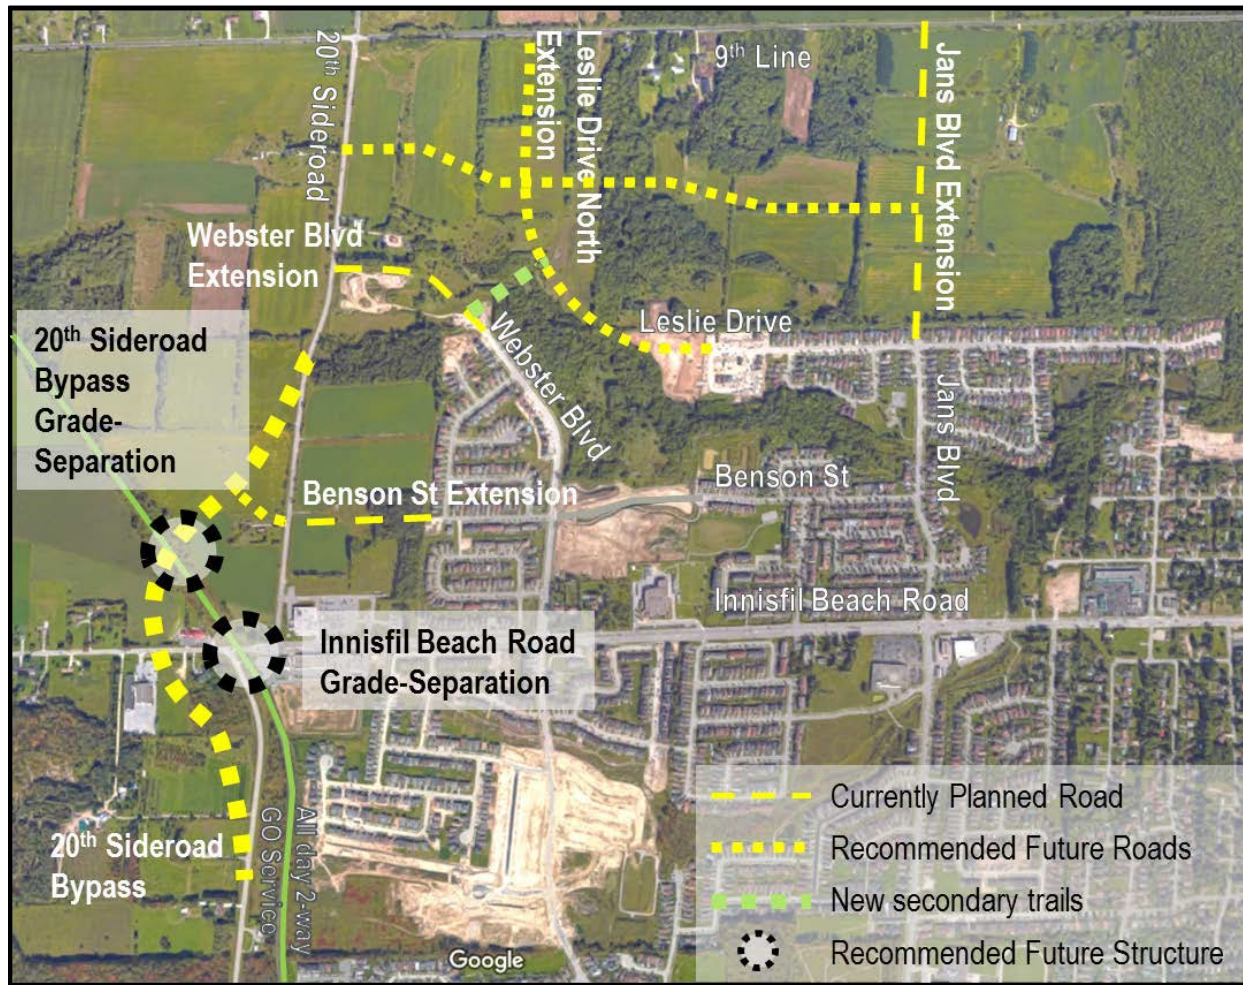 20th Sideroad
Leslie Drive North
Extension
9th Line
Jans Blvd Extension
Webster Blvd
Extension
20th Sideroad
Bypass
Grade-
Separation
Leslie Drive
Webster Blvd
Jans Blvd
Benson St Extension
Benson St
Innisfil Beach Road
Innisfil Beach Road
Grade-Separation
20th Sideroad
Bypass
GO Service
All day 2-way
Currently Planned Road
Recommended Future Roads
New secondary trails
Recommended Future Structure
Google